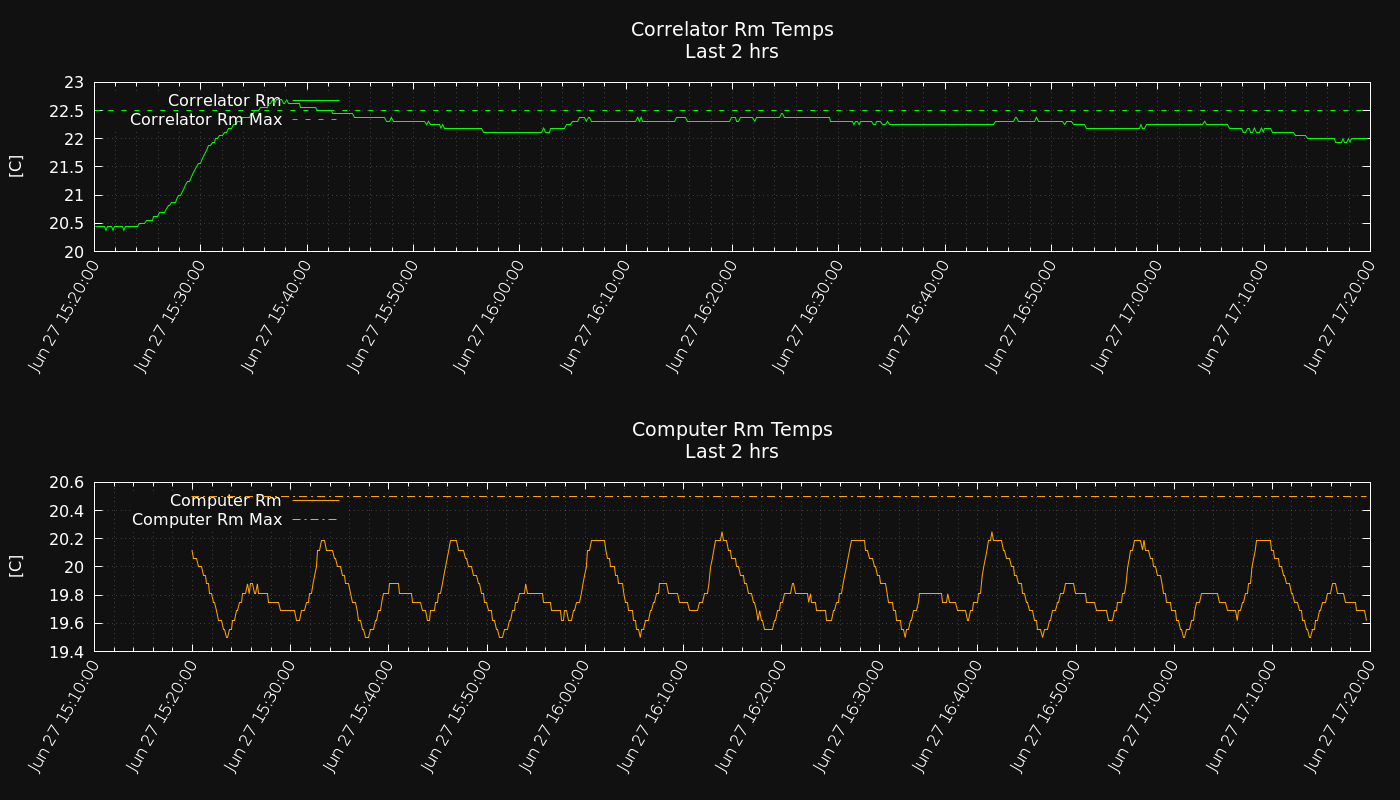 Correlator Rm Temps
Last 2 hrs
Correlator Rm
Correlator Rm Max
[C]
23
22.5
22
21.5
21
20.5
20
Jun 27 15:20:00
Jun 27 15:30:00
Jun 27 15:40:00
Jun 27 15:50:00
Jun 27 16:00:00
Jun 27 16:10:00
Jun 27 16:20:00
Jun 27 16:30:00
Jun 27 16:40:00
Jun 27 16:50:00
Jun 27 17:00:00
Jun 27 17:10:00
Jun 27 17:20:00
Computer Rm Temps
Last 2 hrs
Computer Rm
Computer Rm Max
[C]
20.6
20.4
20.2
20
19.8
19.6
19.4
Jun 27 15:10:00
Jun 27 15:20:00
Jun 27 15:30:00
Jun 27 15:40:00
Jun 27 15:50:00
Jun 27 16:00:00
Jun 27 16:10:00
Jun 27 16:20:00
Jun 27 16:30:00
Jun 27 16:40:00
Jun 27 16:50:00
Jun 27 17:00:00
Jun 27 17:10:00
Jun 27 17:20:00